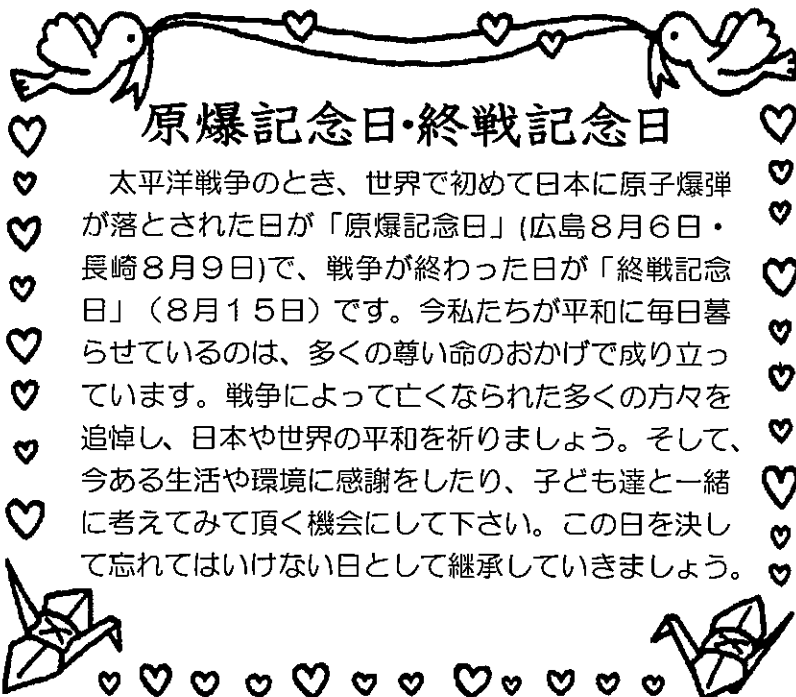 原爆記念日・終戦記念日
太平洋戦争のとき、世界で初めて日本に原子爆弾
が落とされた日が「原爆記念日」(広島８月６日・
長崎８月９日)で、戦争が終わった日が「終戦記念
日」（８月１５日）です。今私たちが平和に毎日暮
らせているのは、多くの尊い命のおかげで成り立っ
ています。戦争によって亡くなられた多くの方々を
追悼し、日本や世界の平和を祈りましょう。そして、
今ある生活や環境に感謝をしたり、子ども達と一緒
に考えてみて頂く機会にして下さい。この日を決し
て忘れてはいけない日として継承していきましょう。